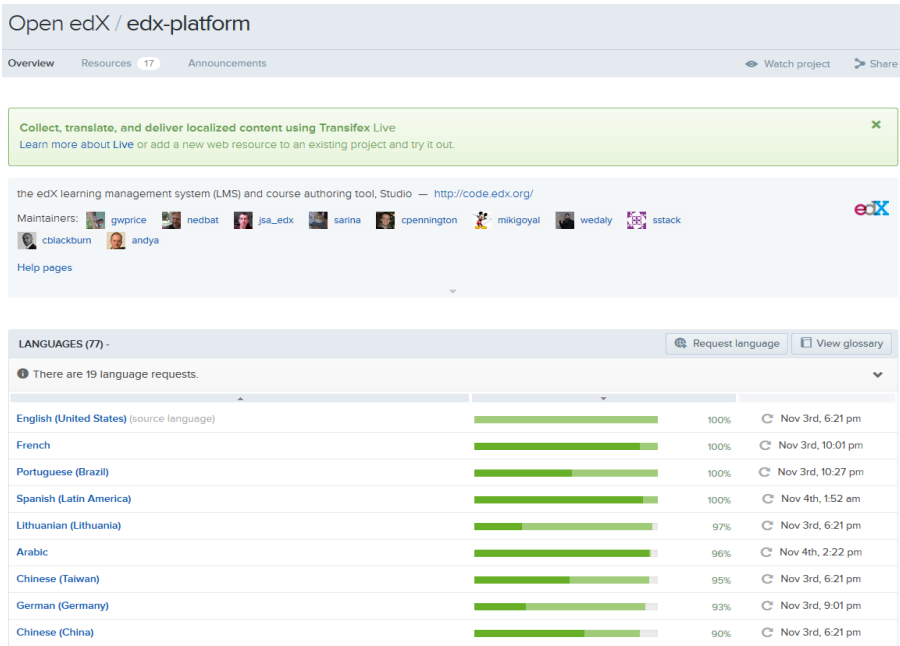 Open edX / edx-platform
Overview Resources 17 Announcements Watch project Share
Collect, translate, and deliver localized content using Transifex Live
Learn more about Live or add a new web resource to an existing project and try it out.
the edX learning management system (LMS) and course authoring tool, Studio — http://code.edx.org/
edX
Maintainers: gwprice nedbat jsa_edx sarina cpennington mikigoyal wedaly sstack
cblackburn andya
Help pages
LANGUAGES (77) - Request language View glossary
There are 19 language requests.
English (United States) (source language) 100% Nov 3rd, 6:21 pm
French 100% Nov 3rd, 10:01 pm
Portuguese (Brazil) 100% Nov 3rd, 10:27 pm
Spanish (Latin America) 100% Nov 4th, 1:52 am
Lithuanian (Lithuania) 97% Nov 3rd, 6:21 pm
Arabic 96% Nov 4th, 2:22 pm
Chinese (Taiwan) 95% Nov 3rd, 6:21 pm
German (Germany) 93% Nov 3rd, 9:01 pm
Chinese (China) 90% Nov 3rd, 6:21 pm